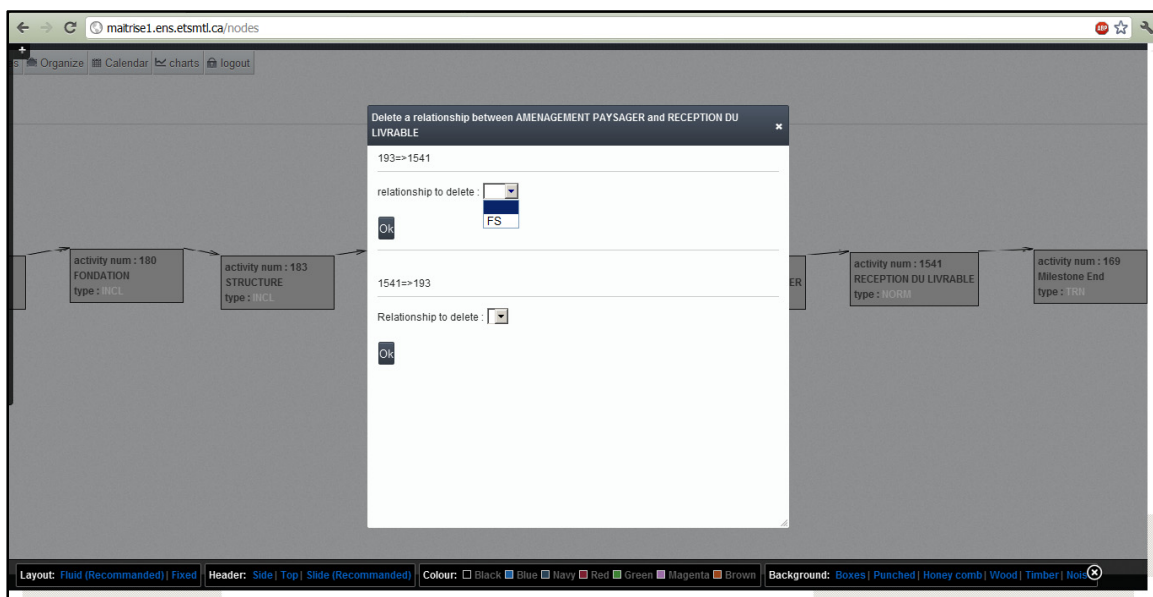 maitrise1.ens.etsmtl.ca/nodes
ABP
+
s Organize Calendar charts logout
Delete a relationship between AMENAGEMENT PAYSAGER and RECEPTION DU
LIVRABLE
×
193=>1541
relationship to delete :
FS
Ok
1541=>193
Relationship to delete :
Ok
activity num : 180
FONDATION
type : INCL
activity num : 183
STRUCTURE
type : INCL
ER
activity num : 1541
RECEPTION DU LIVRABLE
type : NORM
activity num : 169
Milestone End
type : TRN
Layout: Fluid (Recommanded) | Fixed Header: Side | Top | Slide (Recommanded) Colour: Black Blue Navy Red Green Magenta Brown Background: Boxes | Punched | Honey comb | Wood | Timber | Nois